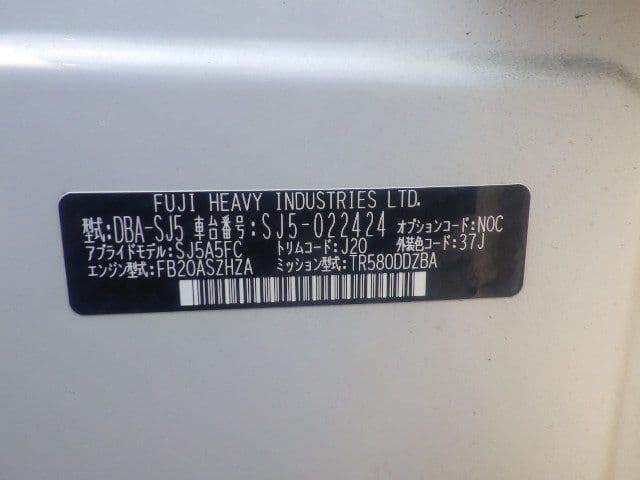 FUJI HEAVY INDUSTRIES LTD.
型式:DBA-SJ5 車台番号:SJ5-022424 オプションコード:NOC
アプライドモデル:SJ5A5FC トリムコード:J20 外装色コード:37J
エンジン型式:FB20ASZHZA ミッション型式:TR580DDZBA